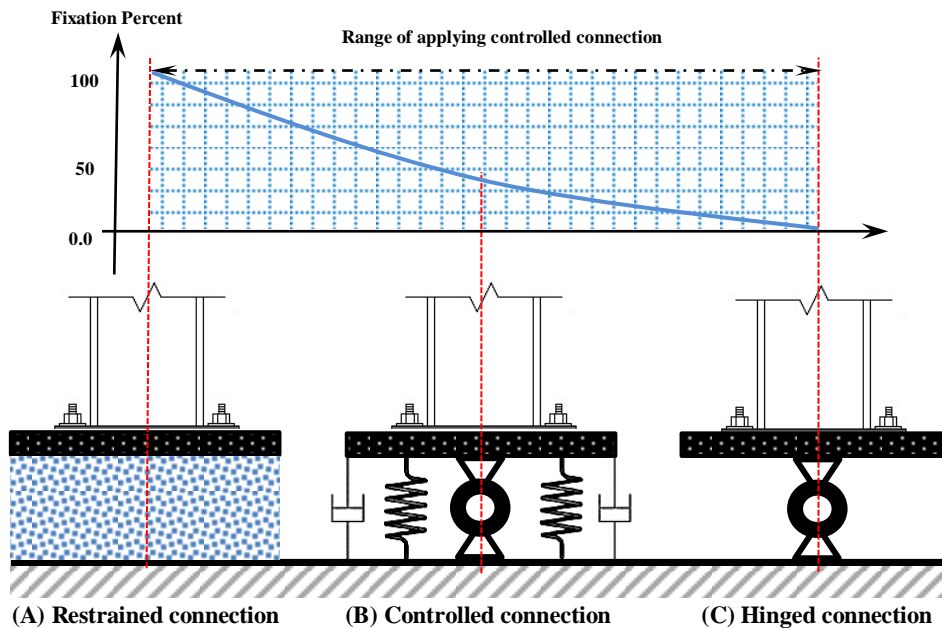 Fixation Percent
Range of applying controlled connection
100
50
0.0
(A) Restrained connection
(B) Controlled connection
(C) Hinged connection